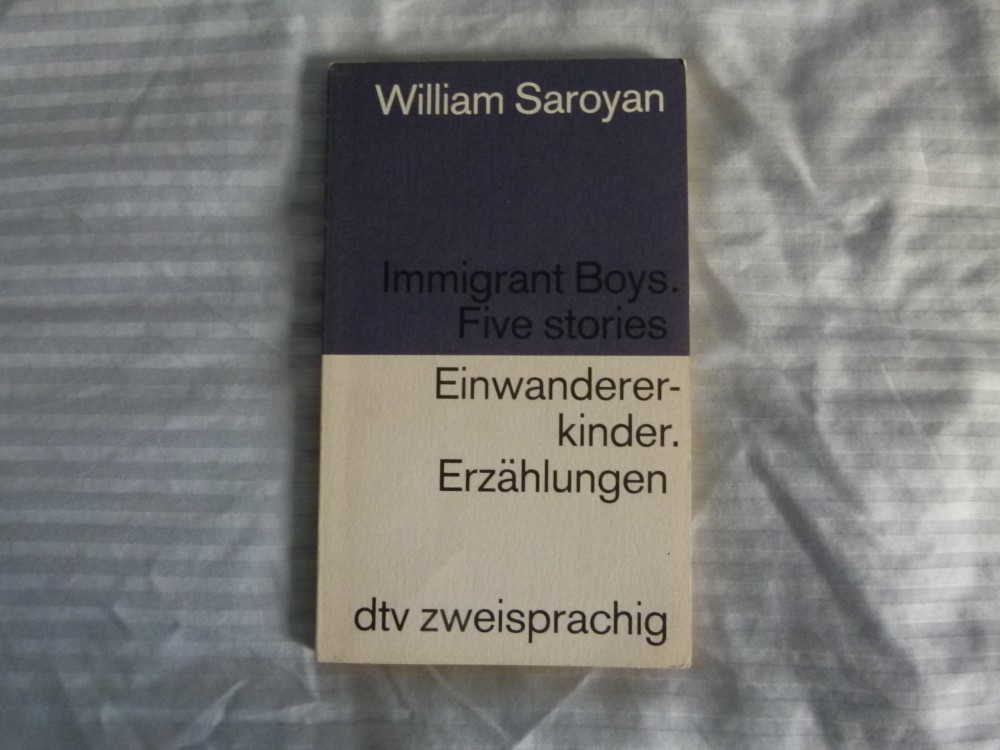 William Saroyan
Immigrant Boys.
Five stories
Einwanderer-
kinder.
Erzählungen
dtv zweisprachig